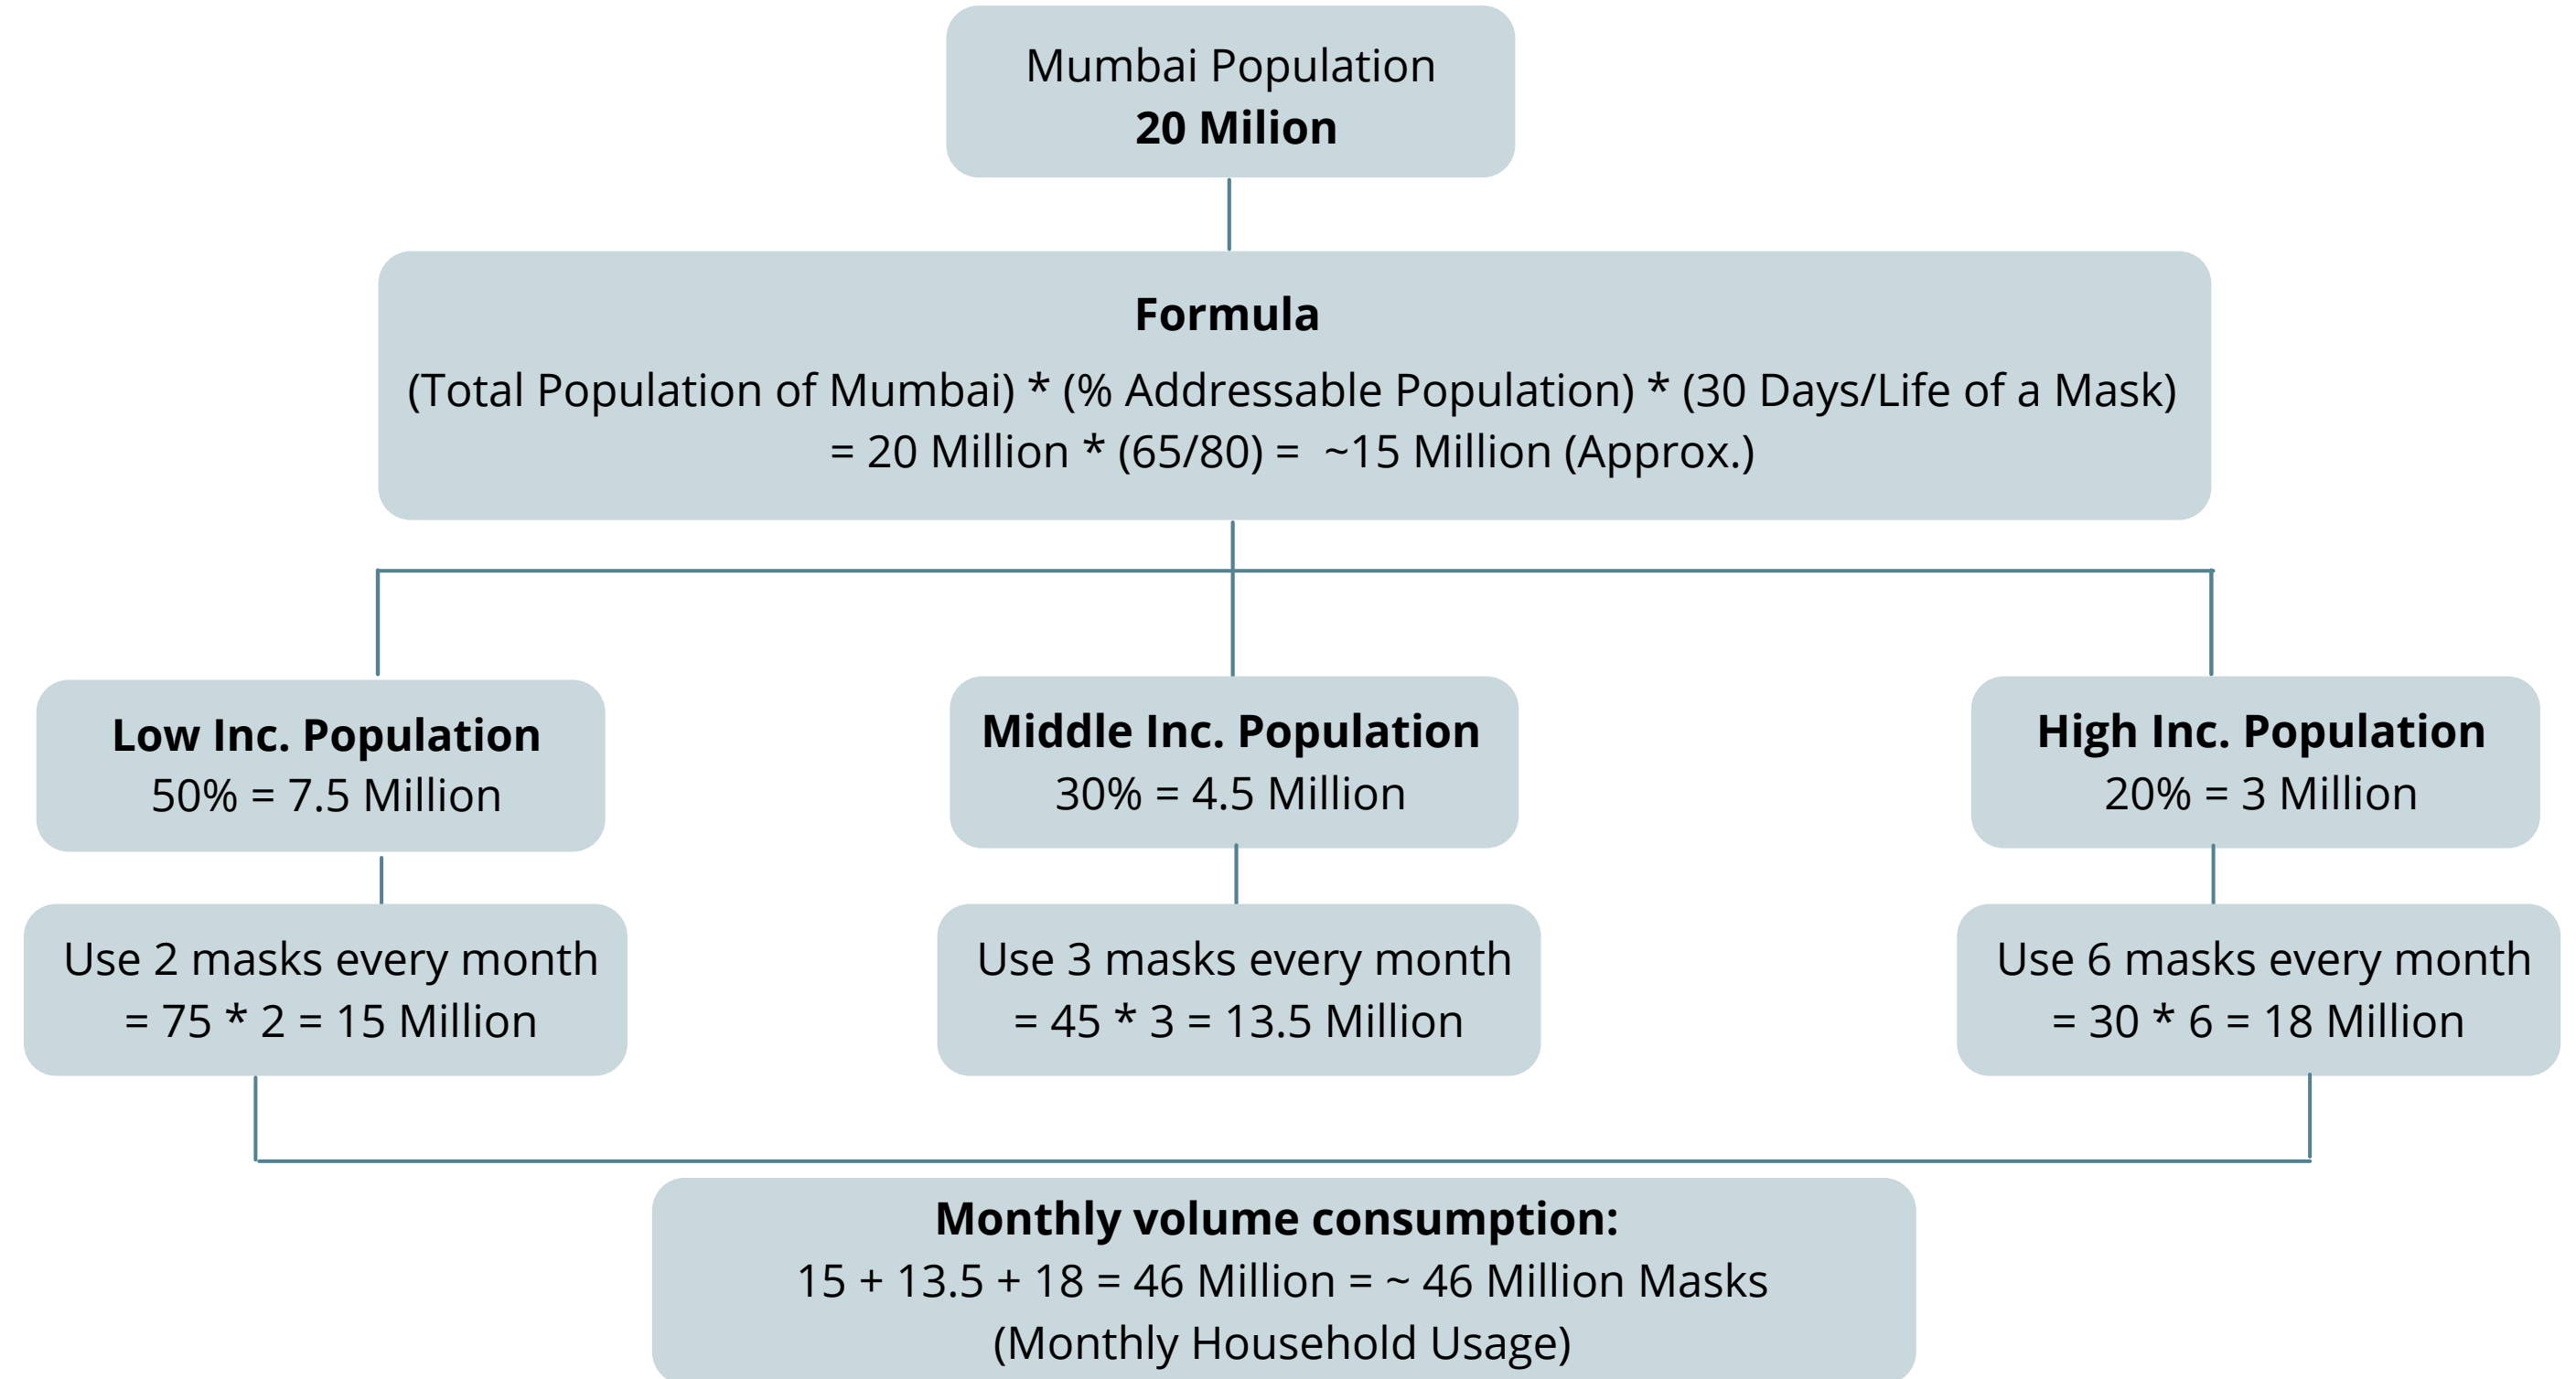 Mumbai Population
20 Milion
Formula
(Total Population of Mumbai) * (% Addressable Population) * (30 Days/Life of a Mask)
= 20 Million * (65/80) = ~15 Million (Approx.)
Low Inc. Population
50% = 7.5 Million
Middle Inc. Population
30% = 4.5 Million
High Inc. Population
20% = 3 Million
Use 2 masks every month
= 75 * 2 = 15 Million
Use 3 masks every month
= 45 * 3 = 13.5 Million
Use 6 masks every month
= 30 * 6 = 18 Million
Monthly volume consumption:
15 + 13.5 + 18 = 46 Million = ~ 46 Million Masks
(Monthly Household Usage)